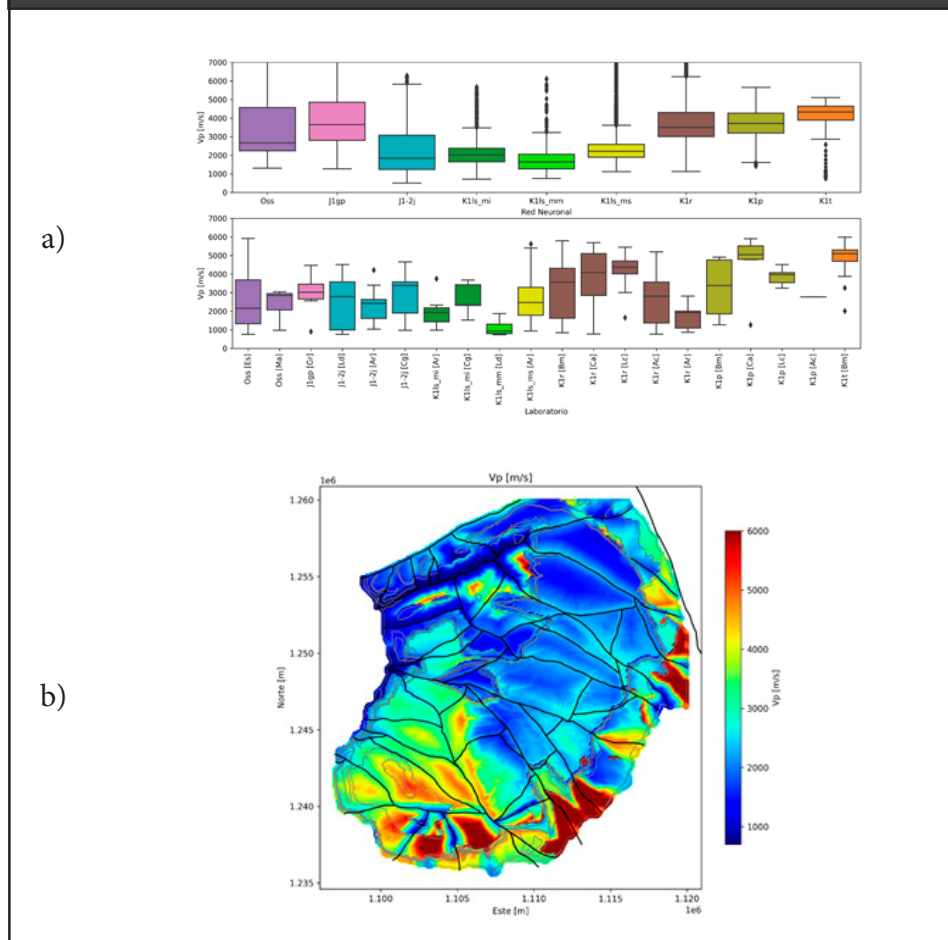 a)
7000
6000
5000
4000
3000
2000
1000
0
Vp [m/s]
Oss J1gp J1-2j K1ls_mi K1ls_mm K1ls_ms K1r K1p K1t
Red Neuronal
7000
6000
5000
4000
3000
2000
1000
0
Vp [m/s]
Oss [Es] Oss [Ma] J1gp [Gr] J1-2j [Ld] J1-2j [Ar] J1-2j [Cg] K1ls_mi [Ar] K1ls_mi [Cg] K1ls_mm [Ld] K1ls_ms [Ar] K1r [Bm] K1r [Ca] K1r [Lc] K1r [Ac] K1r [Ar] K1p [Bm] K1p [Ca] K1p [Lc] K1p [Ac] K1t [Bm]
Laboratorio
b)
1e6
Vp [m/s]
1.260
1.255
1.250
1.245
1.240
1.235
Norte [m]
1.100 1.105 1.110 1.115 1.120
Este [m]
1e6
6000
5000
4000
3000
2000
1000
Vp [m/s]